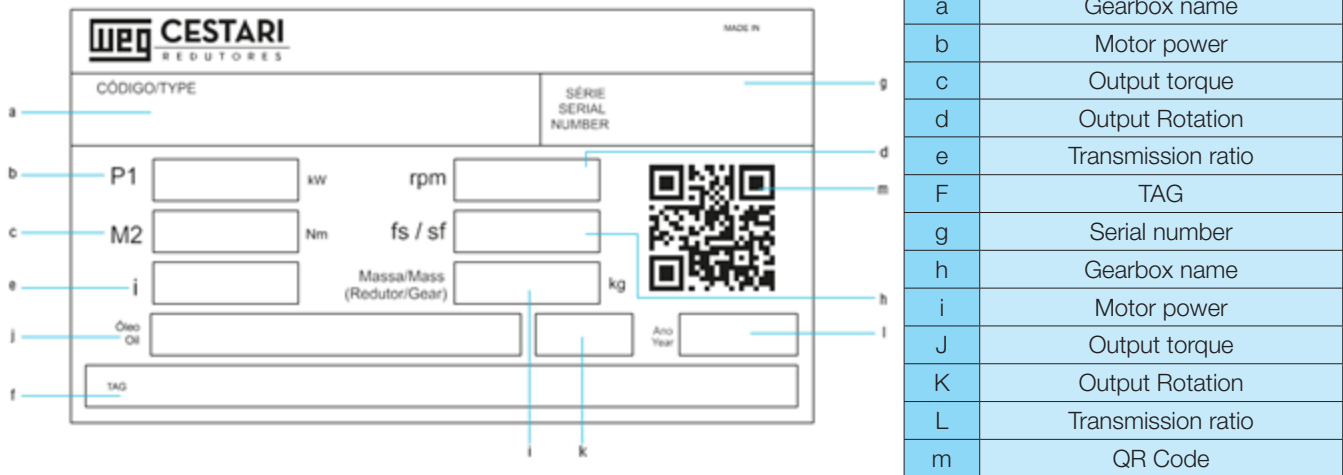 weg CESTARI
REDUTORES
MADE IN
CÓDIGO/TYPE
SÉRIE
SERIAL
NUMBER
a
g
b
P1
kW
rpm
d
m
c
M2
Nm
fs / sf
e
i
Massa/Mass
(Redutor/Gear)
kg
h
j
Óleo
Oil
Ano
Year
l
f
TAG
i
k
a Gearbox name
b Motor power
c Output torque
d Output Rotation
e Transmission ratio
F TAG
g Serial number
h Gearbox name
i Motor power
J Output torque
K Output Rotation
L Transmission ratio
m QR Code